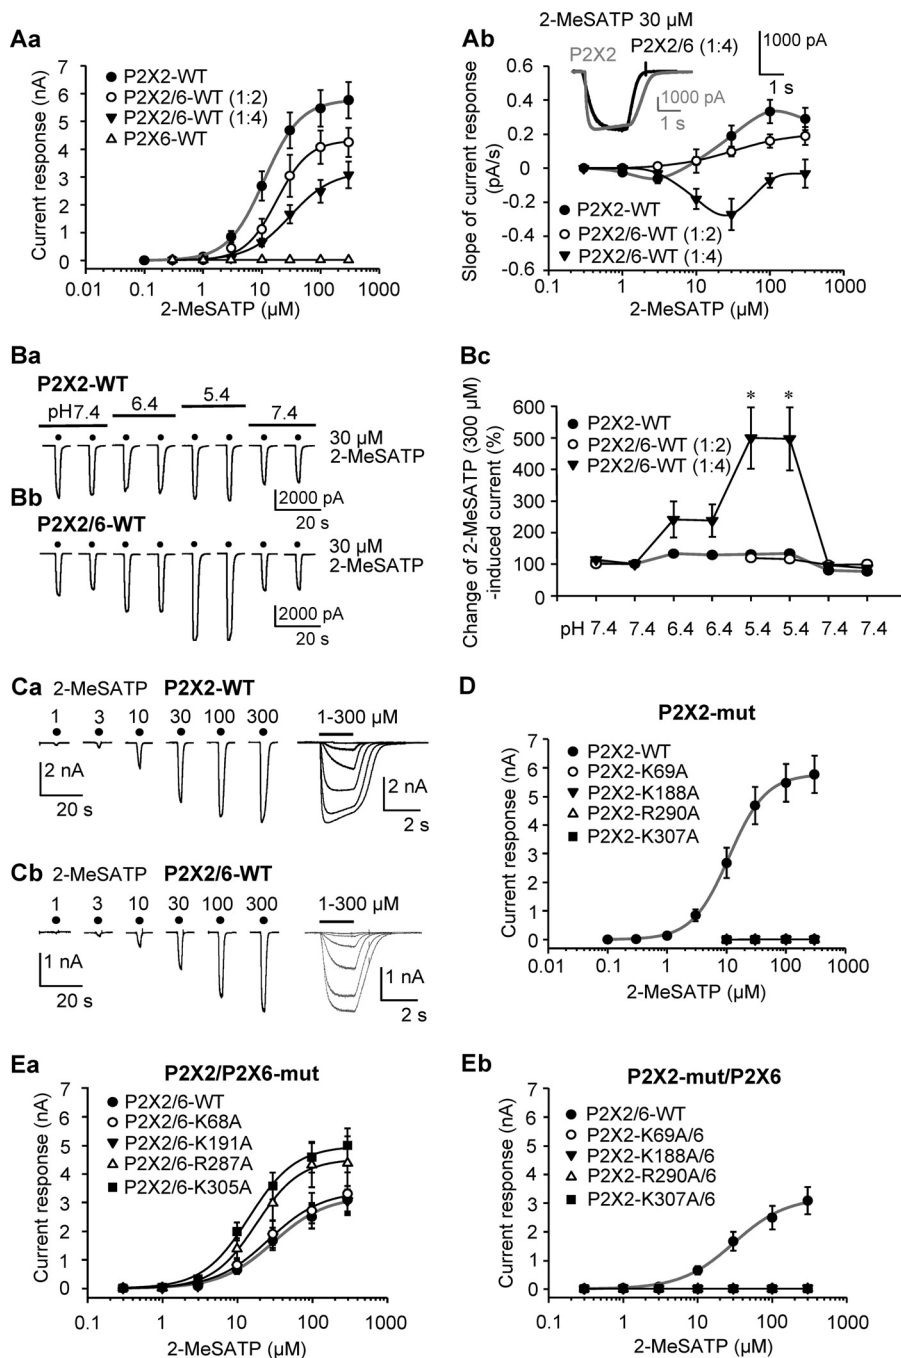 Aa
7
6
5
4
3
2
1
0
Current response (nA)
P2X2-WT
P2X2/6-WT (1:2)
P2X2/6-WT (1:4)
P2X6-WT
0.01 0.1 1 10 100 1000
2-MeSATP (µM)
Ab
2-MeSATP 30 µM
P2X2
P2X2/6 (1:4)
1000 pA
1 s
1000 pA
1 s
0.6
0.4
0.2
0
-0.2
-0.4
-0.6
Slope of current response
(pA/s)
P2X2-WT
P2X2/6-WT (1:2)
P2X2/6-WT (1:4)
0.1 1 10 100 1000
2-MeSATP (µM)
Ba
P2X2-WT
pH7.4 6.4 5.4 7.4
30 µM
2-MeSATP
2000 pA
20 s
Bb
P2X2/6-WT
30 µM
2-MeSATP
2000 pA
20 s
Bc
600
500
400
300
200
100
0
Change of 2-MeSATP (300 µM)
-induced current (%)
P2X2-WT
P2X2/6-WT (1:2)
P2X2/6-WT (1:4)
* *
pH 7.4 7.4 6.4 6.4 5.4 5.4 7.4 7.4
Ca 2-MeSATP P2X2-WT
1 3 10 30 100 300 1-300 µM
2 nA
20 s
2 nA
2 s
Cb 2-MeSATP P2X2/6-WT
1 3 10 30 100 300 1-300 µM
1 nA
20 s
1 nA
2 s
D
P2X2-mut
7
6
5
4
3
2
1
0
Current response (nA)
P2X2-WT
P2X2-K69A
P2X2-K188A
P2X2-R290A
P2X2-K307A
0.01 0.1 1 10 100 1000
2-MeSATP (µM)
Ea
P2X2/P2X6-mut
7
6
5
4
3
2
1
0
Current response (nA)
P2X2/6-WT
P2X2/6-K68A
P2X2/6-K191A
P2X2/6-R287A
P2X2/6-K305A
0.1 1 10 100 1000
2-MeSATP (µM)
Eb
P2X2-mut/P2X6
7
6
5
4
3
2
1
0
Current response (nA)
P2X2/6-WT
P2X2-K69A/6
P2X2-K188A/6
P2X2-R290A/6
P2X2-K307A/6
0.1 1 10 100 1000
2-MeSATP (µM)